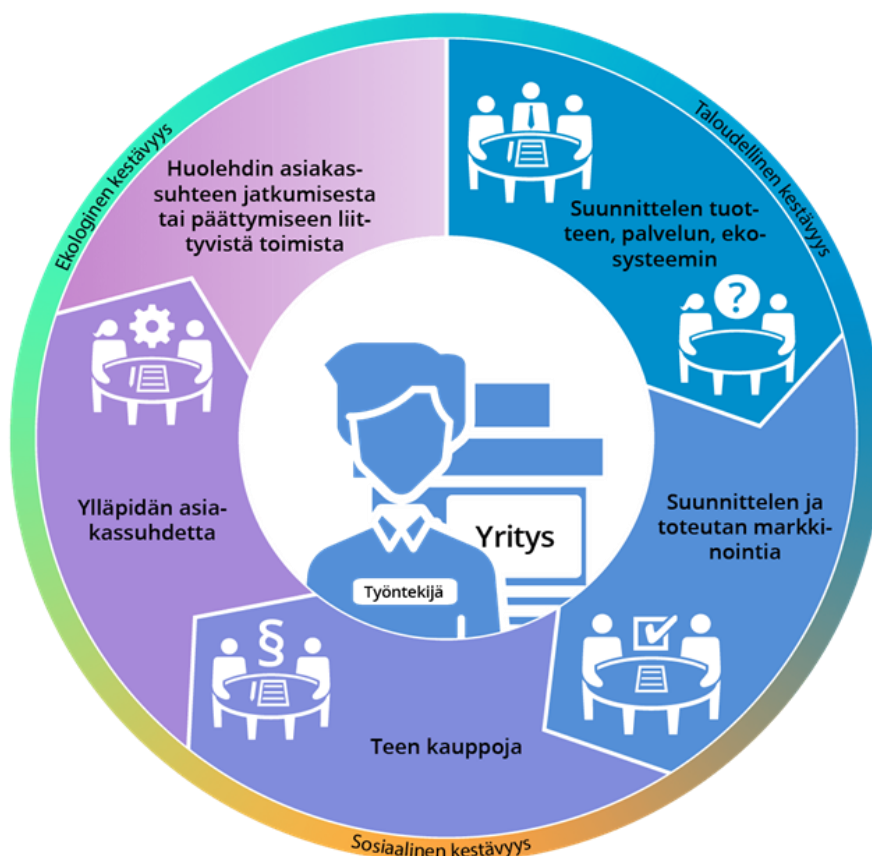 Taloudellinen kestävyys
Suunnittelen tuot-
teen, palvelun, eko-
systeemin
?
Suunnittelen ja
toteutan markki-
nointia
Teen kauppoja
§
Sosiaalinen kestävyys
Ylläpidän asia-
kassuhdetta
Huolehdin asiakas-
suhteen jatkumisesta
tai päättymiseen liit-
tyvistä toimista
Ekologinen kestävyys
Yritys
Työntekijä